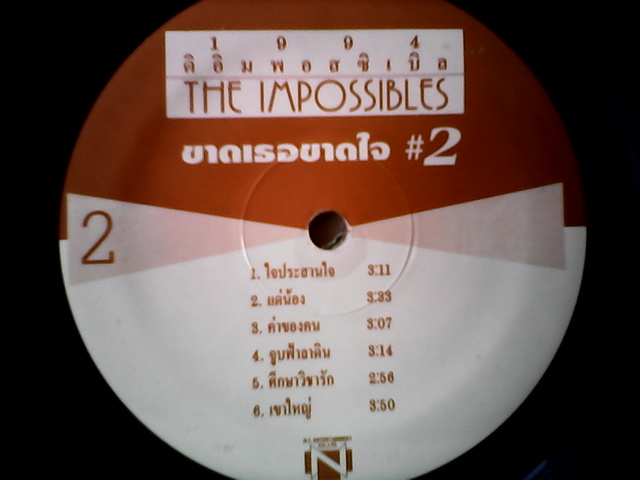 1 9 9 4
ดิอิมพอสซิเบิล
THE IMPOSSIBLES
ขาดเธอขาดใจ #2
2
1. ใจประสานใจ 3:11
2. แด่น้อง 3:33
3. ค่าของคน 3:07
4. จูบฟ้าลาดิน 3:14
5. ศึกษาวิชารัก 2:56
6. เขาใหญ่ 3:50
N